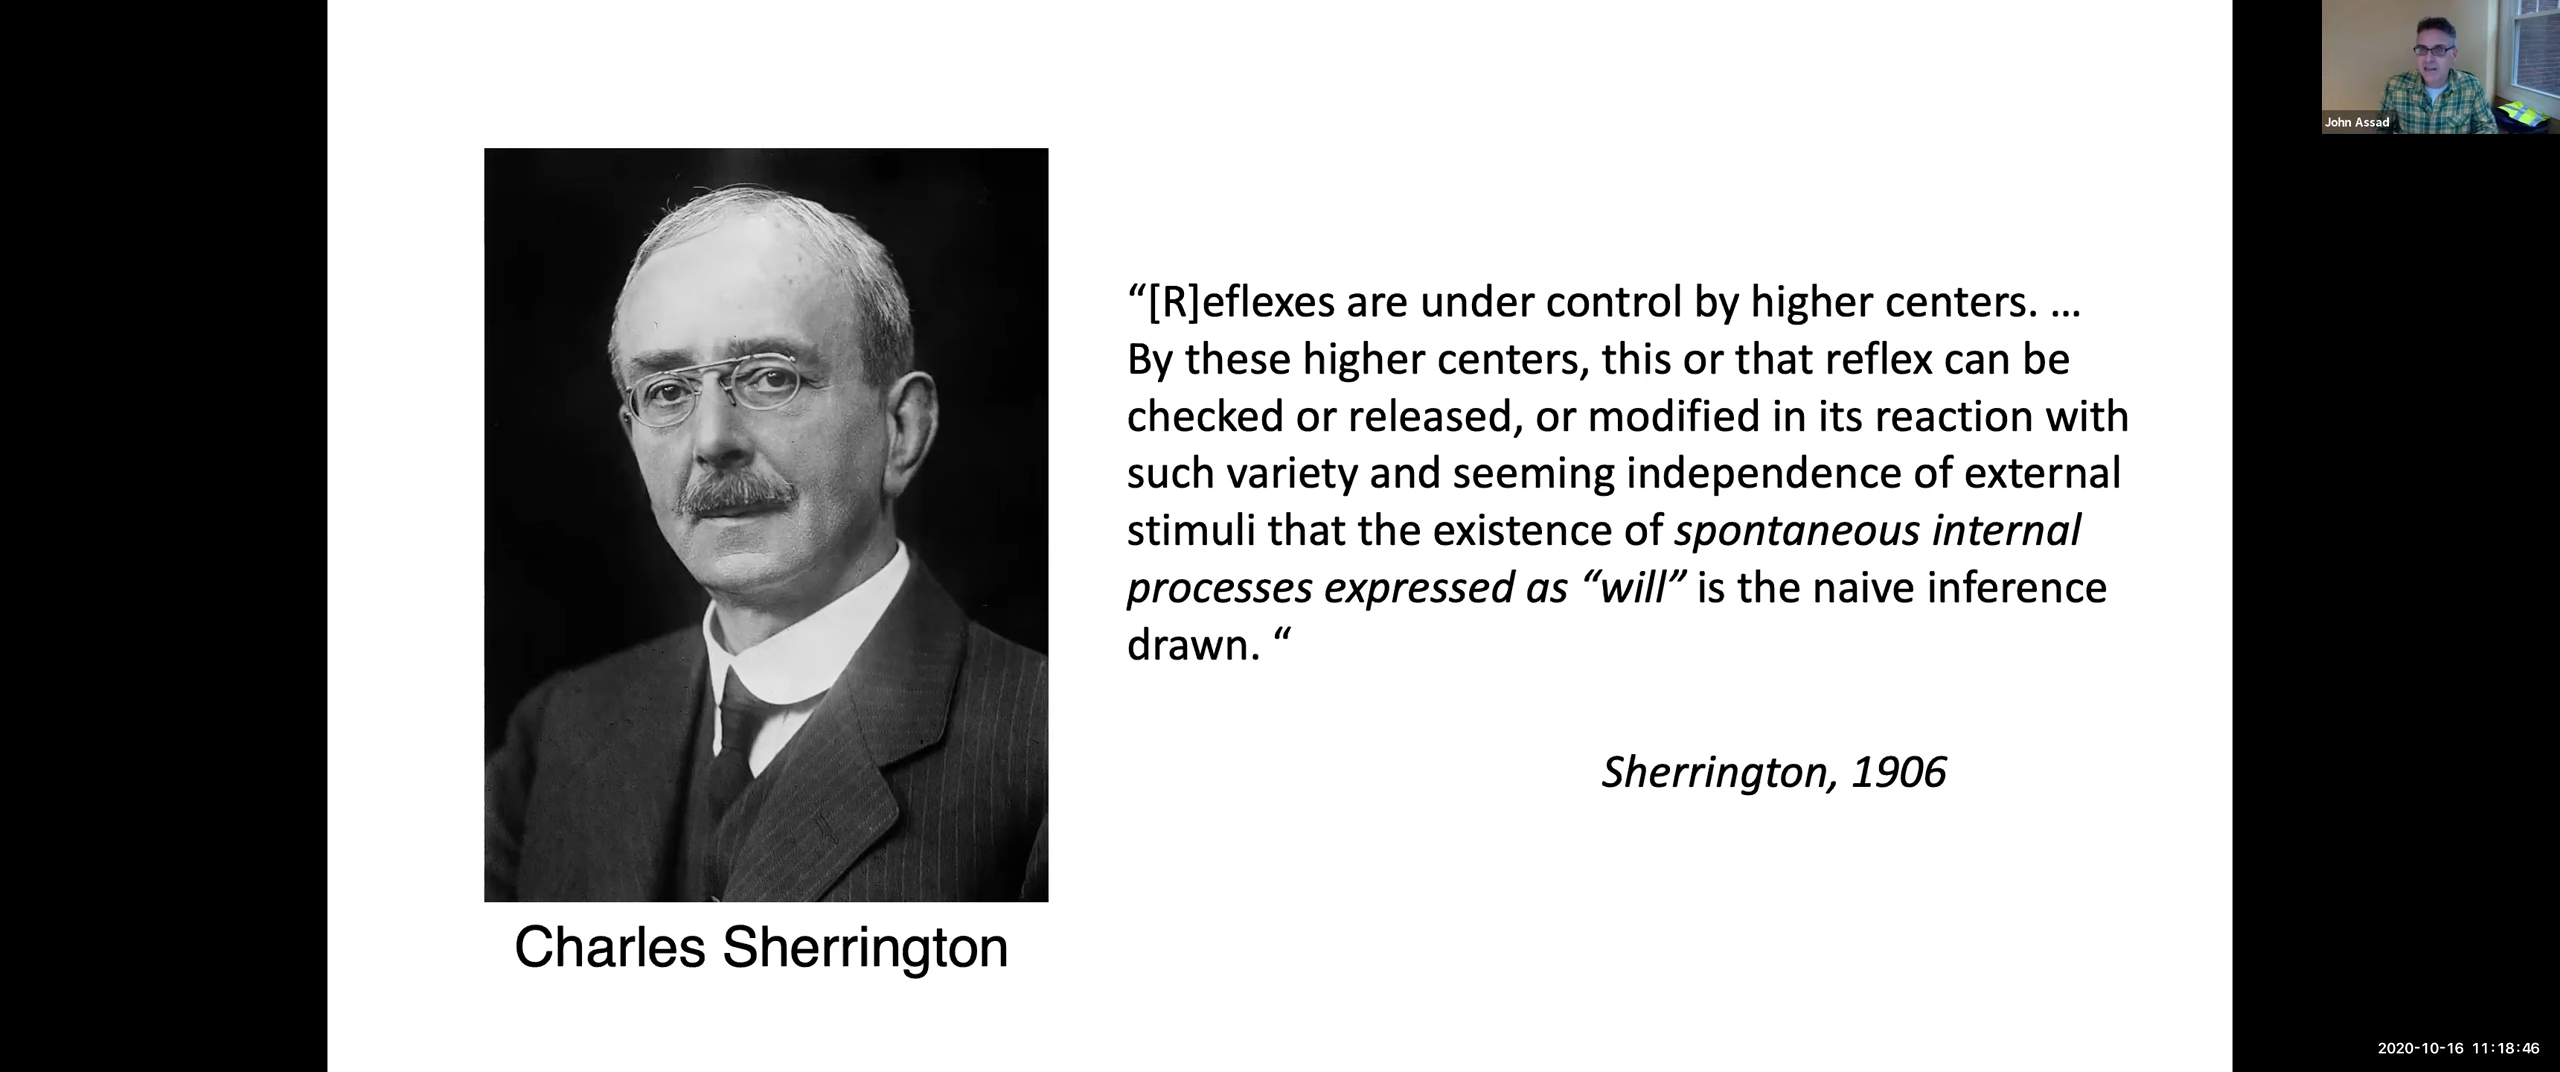 John Assad
“[R]eflexes are under control by higher centers. ...
By these higher centers, this or that reflex can be
checked or released, or modified in its reaction with
such variety and seeming independence of external
stimuli that the existence of spontaneous internal
processes expressed as “will” is the naive inference
drawn. “
Sherrington, 1906
Charles Sherrington
2020-10-16 11:18:46